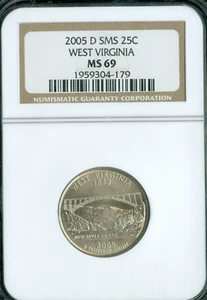 2005 D SMS 25C
WEST VIRGINIA
MS 69
1959304-179
NUMISMATIC GUARANTY CORPORATION
WEST VIRGINIA
1863
NEW RIVER GORGE
2005
E PLURIBUS UNUM